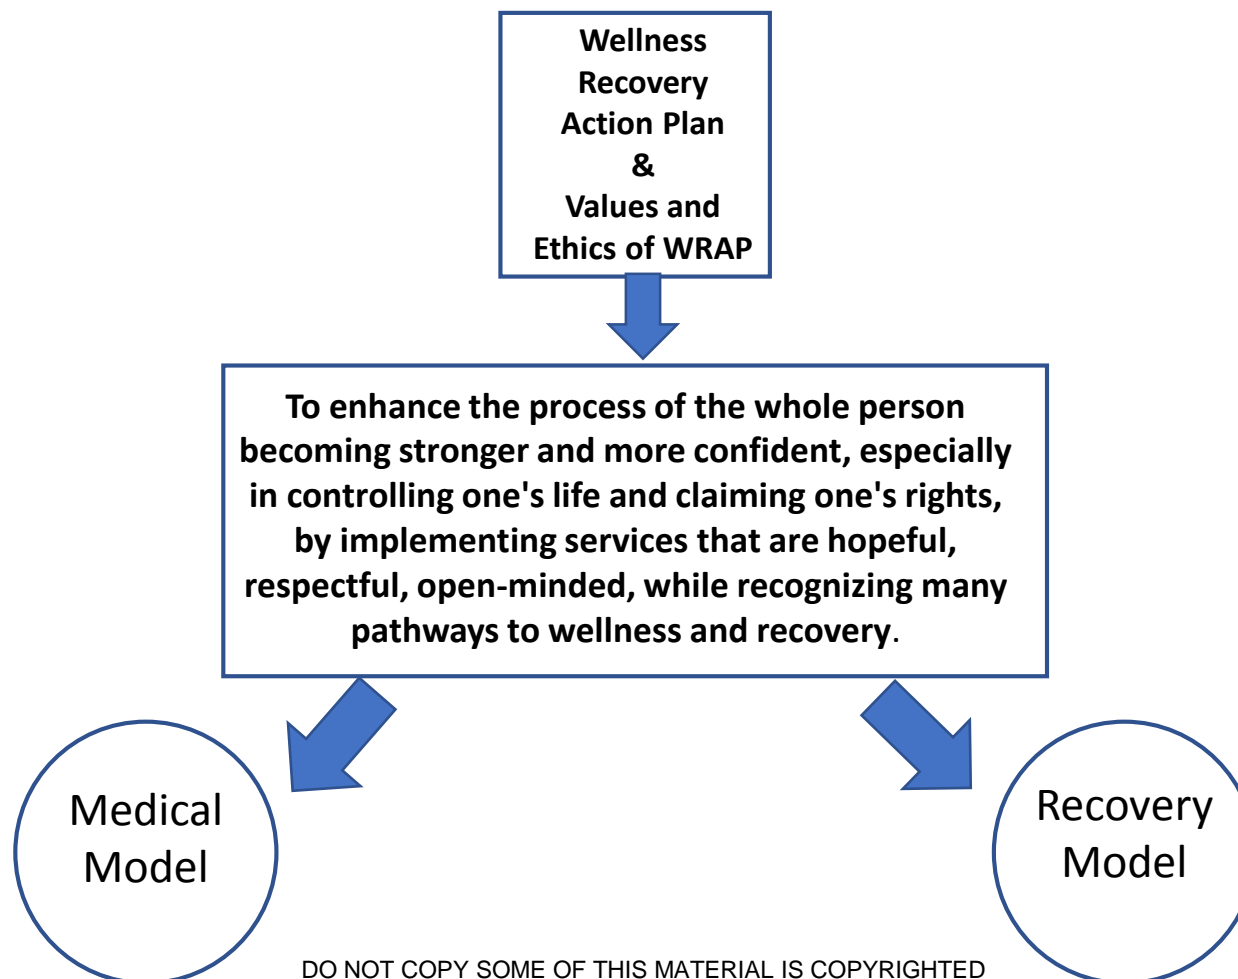 Wellness
Recovery
Action Plan
&
Values and
Ethics of WRAP
To enhance the process of the whole person
becoming stronger and more confident, especially
in controlling one's life and claiming one's rights,
by implementing services that are hopeful,
respectful, open-minded, while recognizing many
pathways to wellness and recovery.
Medical
Model
Recovery
Model
DO NOT COPY SOME OF THIS MATERIAL IS COPYRIGHTED